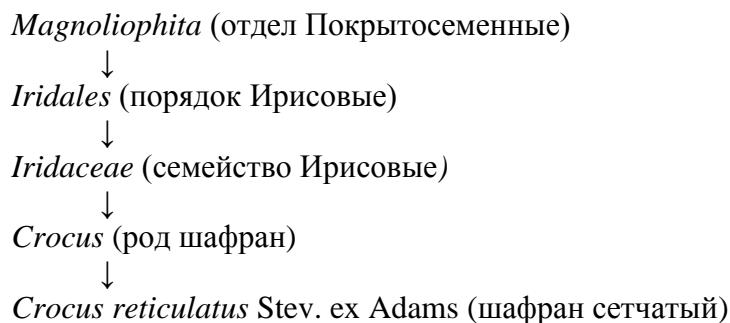 Magnoliophita (отдел Покрытосеменные)
↓
Iridales (порядок Ирисовые)
↓
Iridaceae (семейство Ирисовые)
↓
Crocus (род шафран)
↓
Crocus reticulatus Stev. ex Adams (шафран сетчатый)